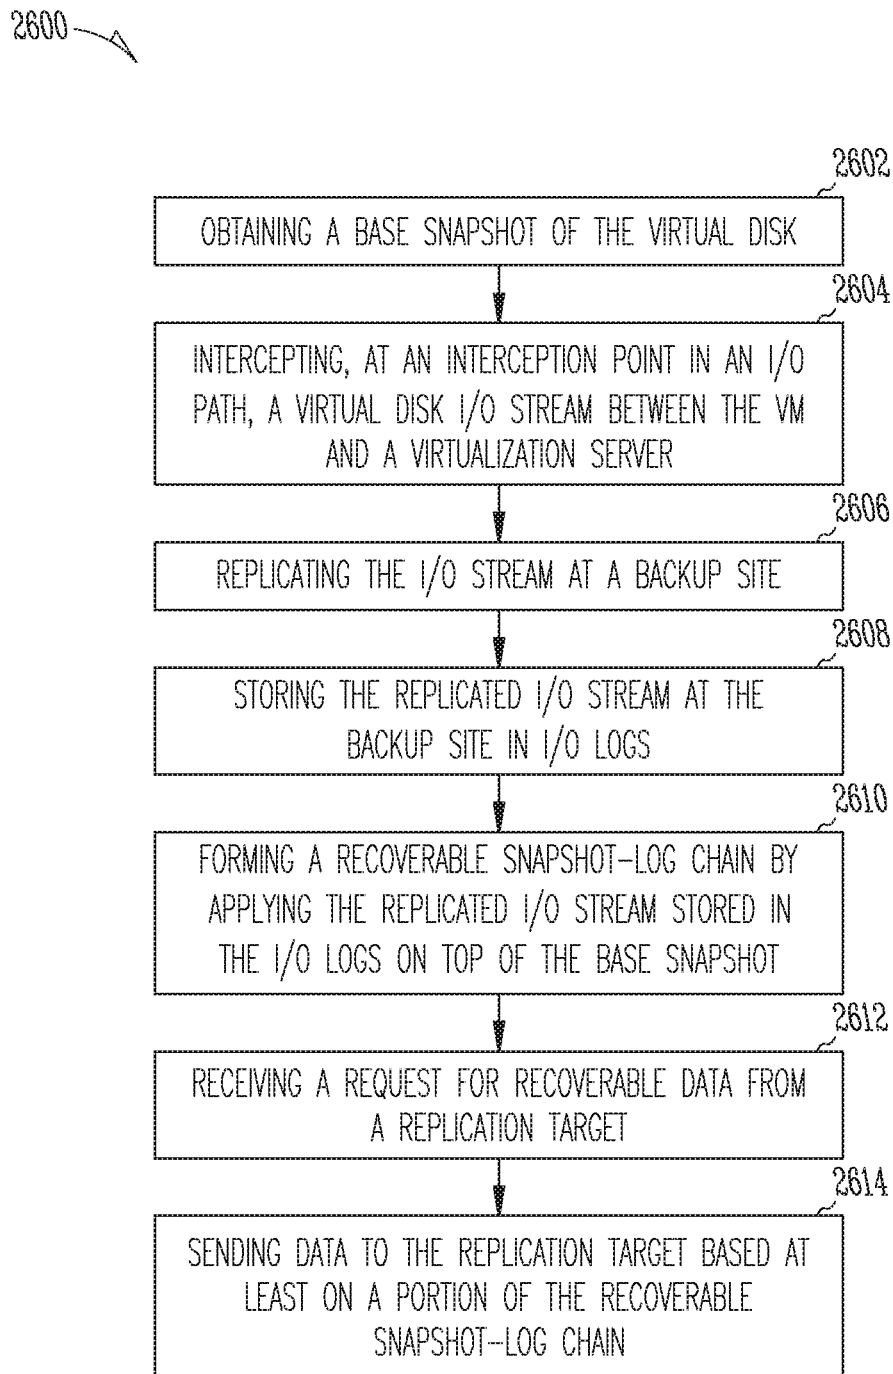 2600
2602
OBTAINING A BASE SNAPSHOT OF THE VIRTUAL DISK
2604
INTERCEPTING, AT AN INTERCEPTION POINT IN AN I/O
PATH, A VIRTUAL DISK I/O STREAM BETWEEN THE VM
AND A VIRTUALIZATION SERVER
2606
REPLICATING THE I/O STREAM AT A BACKUP SITE
2608
STORING THE REPLICATED I/O STREAM AT THE
BACKUP SITE IN I/O LOGS
2610
FORMING A RECOVERABLE SNAPSHOT-LOG CHAIN BY
APPLYING THE REPLICATED I/O STREAM STORED IN
THE I/O LOGS ON TOP OF THE BASE SNAPSHOT
2612
RECEIVING A REQUEST FOR RECOVERABLE DATA FROM
A REPLICATION TARGET
2614
SENDING DATA TO THE REPLICATION TARGET BASED AT
LEAST ON A PORTION OF THE RECOVERABLE
SNAPSHOT-LOG CHAIN